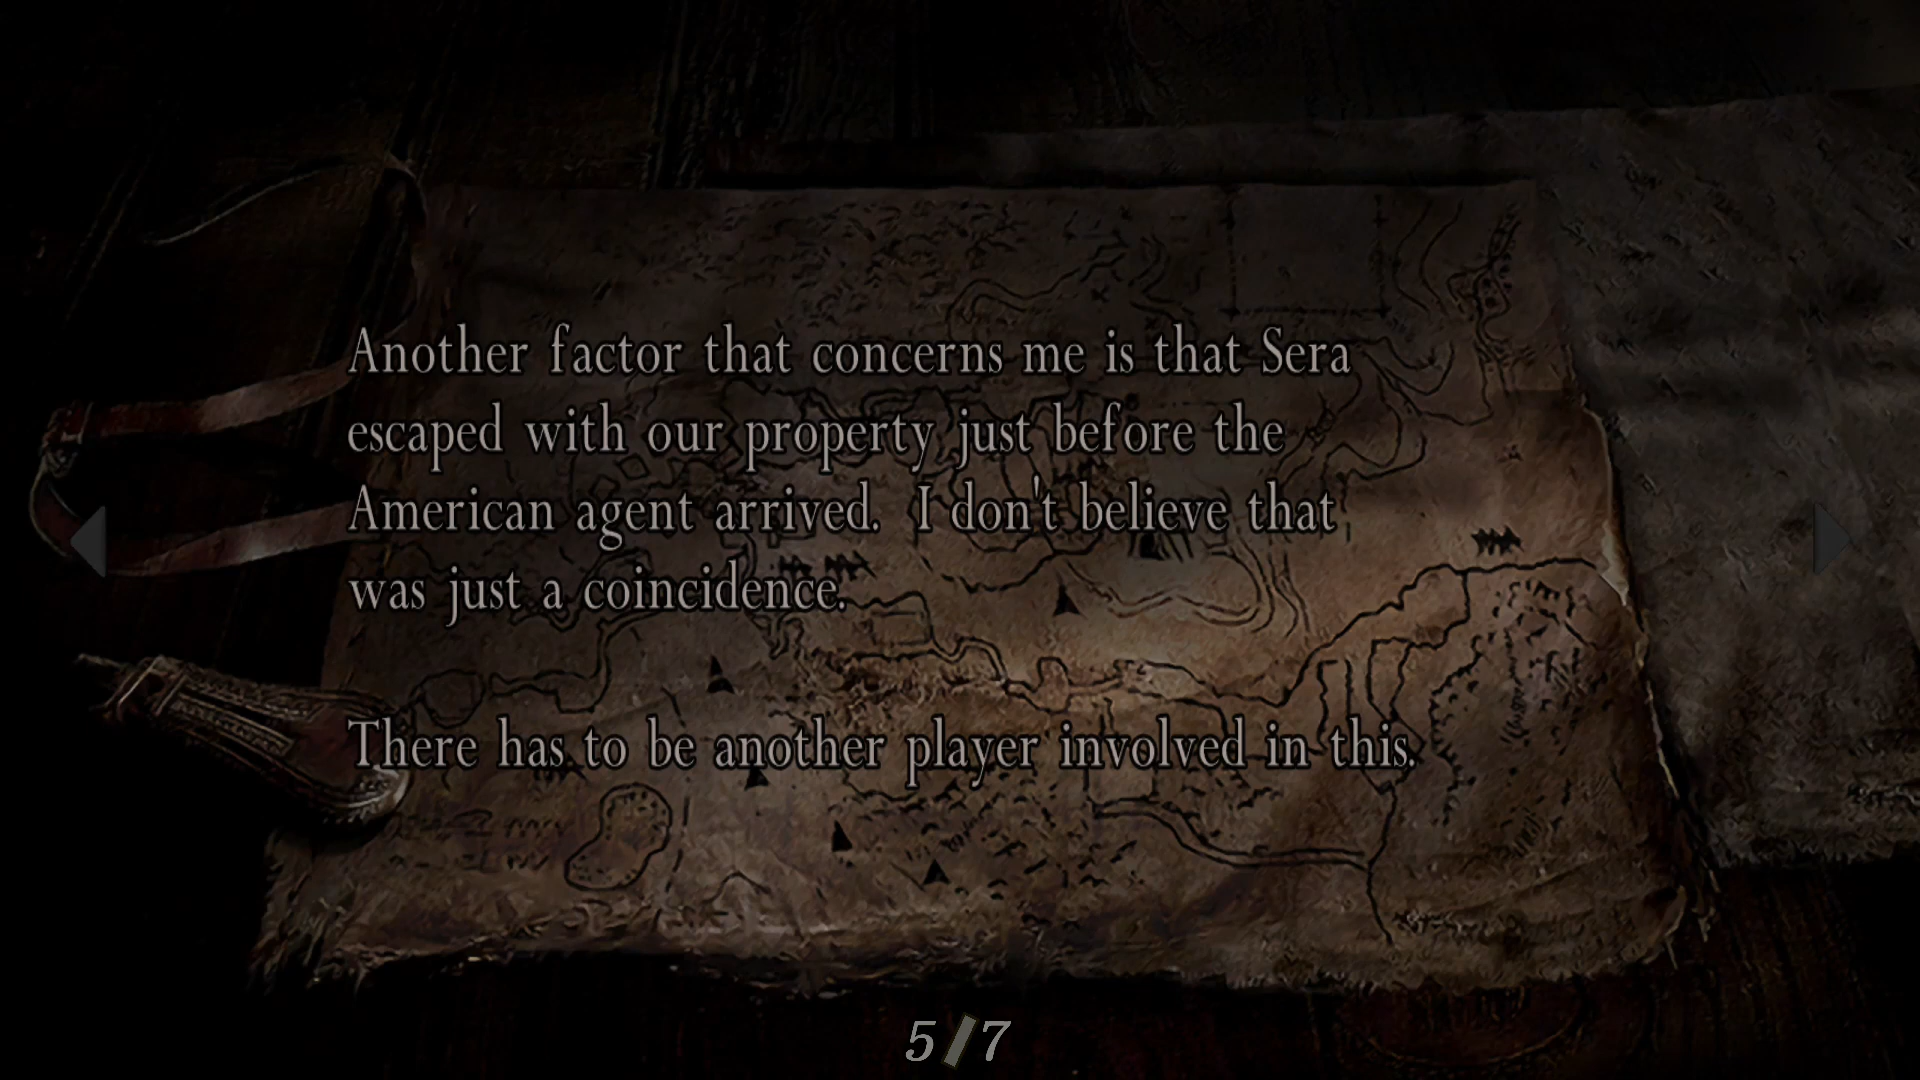 Another factor that concerns me is that Sera
escaped with our property just before the
American agent arrived.  I don't believe that
was just a coincidence.
There has to be another player involved in this.
5/7